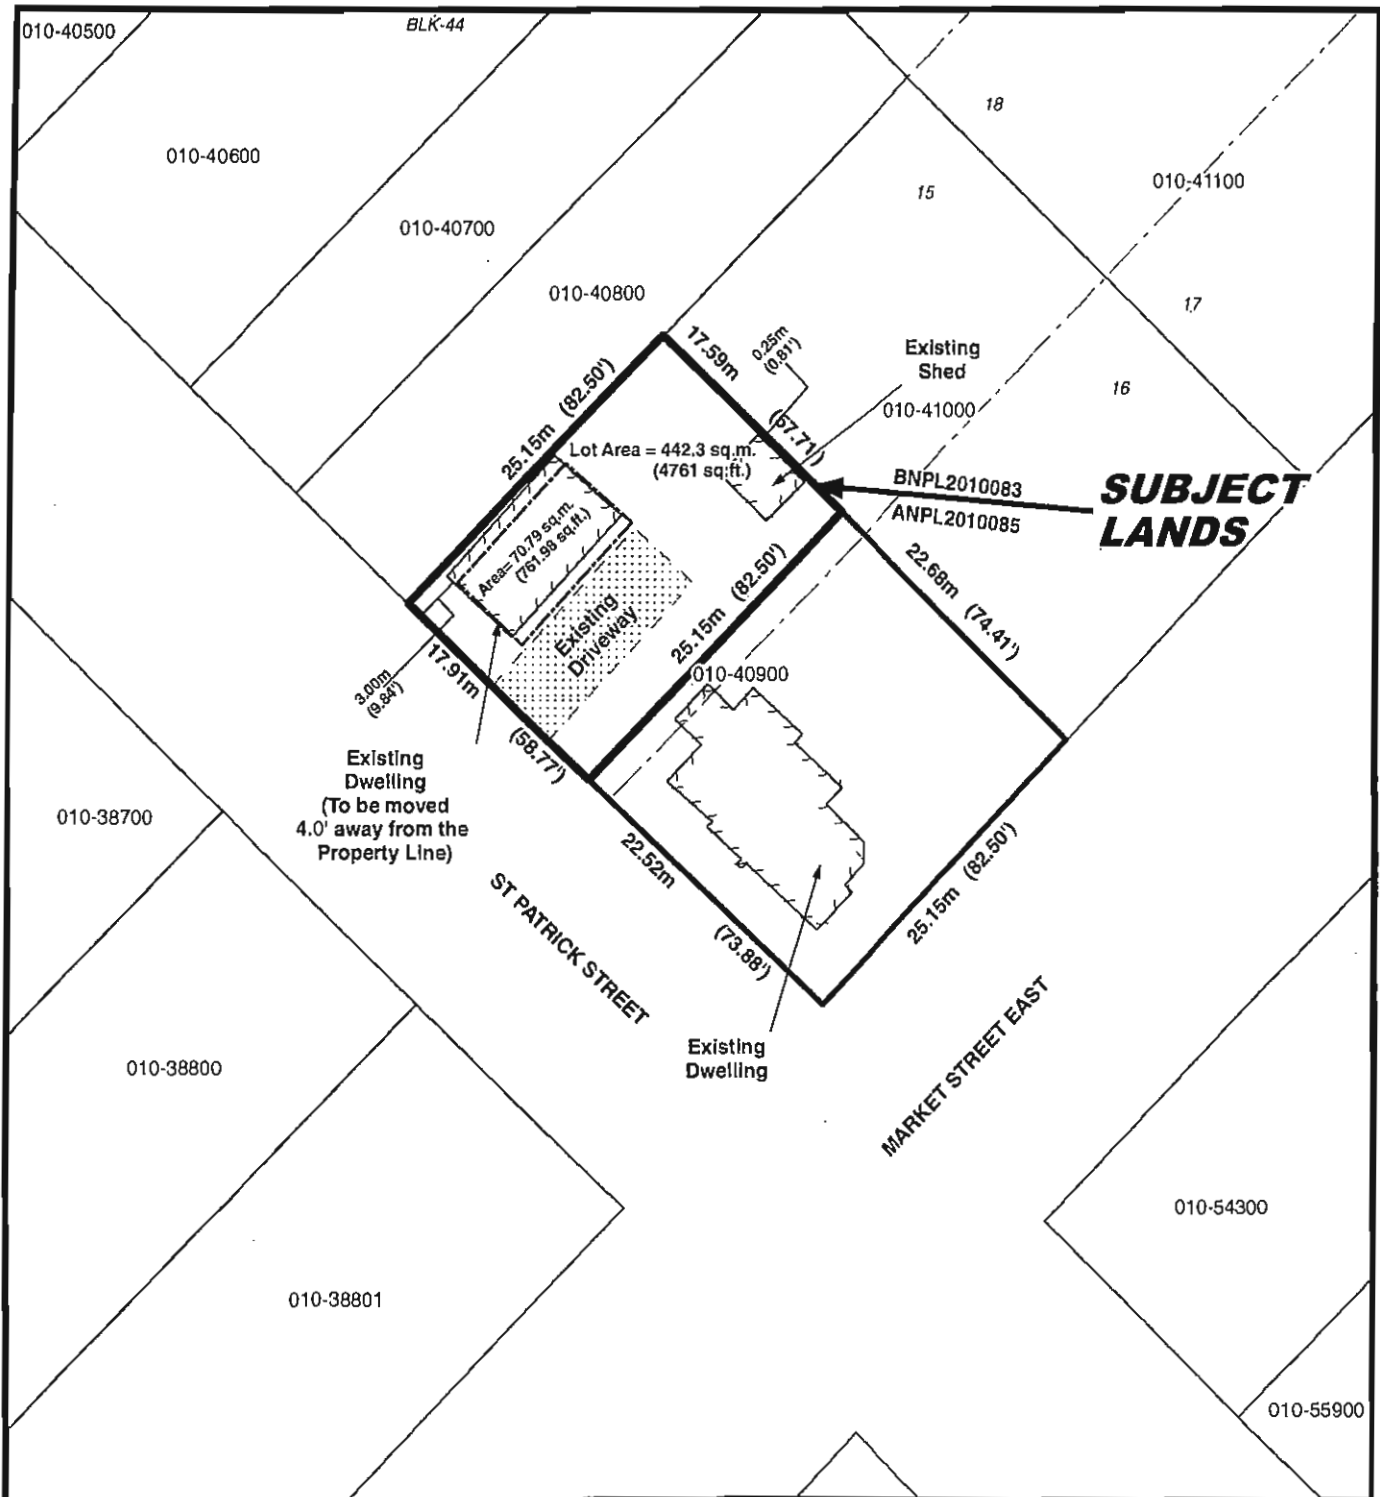 010-40500
BLK-44
18
010-40600
010-41100
15
010-40700
010-40800
17
17.59m
(57.71')
0.25m
(0.81')
Existing
Shed
16
010-41000
25.15m (82.50')
Lot Area = 442.3 sq.m.
(4761 sq.ft.)
BNPL2010083
ANPL2010085
SUBJECT
LANDS
Area= 70.79 sq.m.
(761.98 sq.ft.)
22.68m (74.41')
Existing
Driveway
25.15m (82.50')
010-40900
3.00m
(9.84')
17.91m
(58.77')
Existing
Dwelling
(To be moved
4.0' away from the
Property Line)
010-38700
22.52m
(73.88')
25.15m (82.50')
ST PATRICK STREET
Existing
Dwelling
MARKET STREET EAST
010-38800
010-54300
010-38801
010-55900